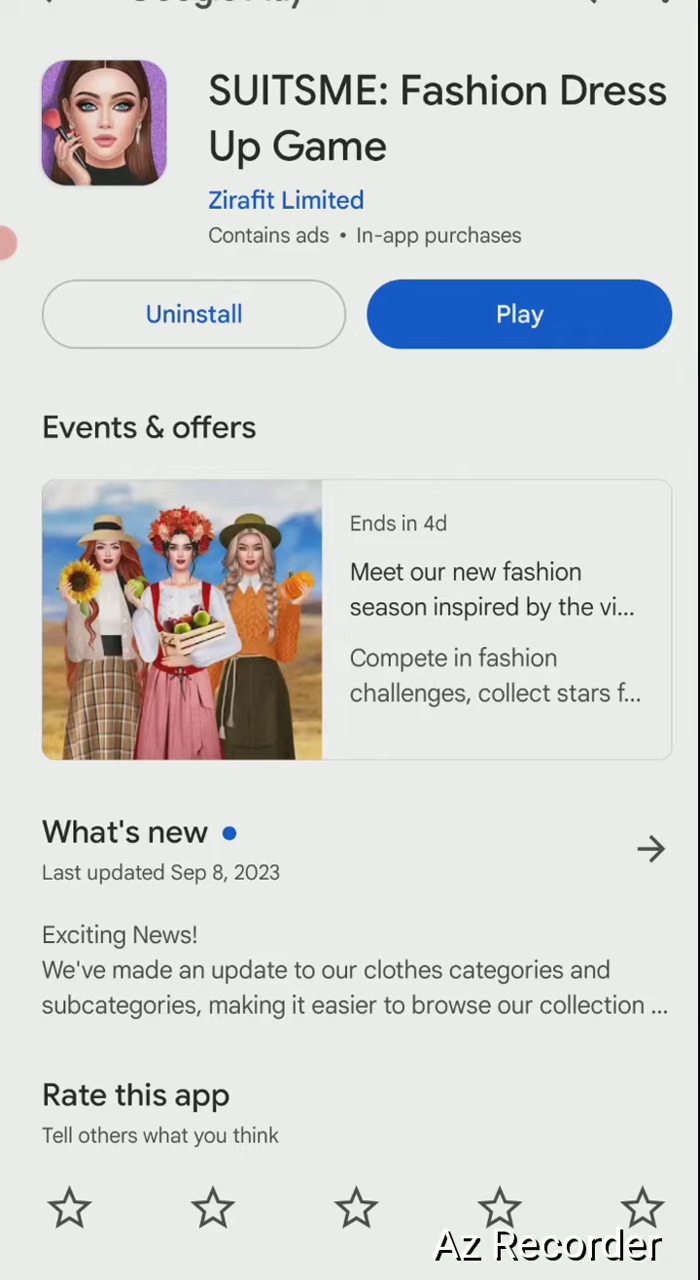 SUITSME: Fashion Dress
Up Game
Zirafit Limited
Contains ads • In-app purchases
Uninstall
Play
Events & offers
Ends in 4d
Meet our new fashion
season inspired by the vi...
Compete in fashion
challenges, collect stars f...
What's new
Last updated Sep 8, 2023
Exciting News!
We've made an update to our clothes categories and
subcategories, making it easier to browse our collection ...
Rate this app
Tell others what you think
Az Recorder